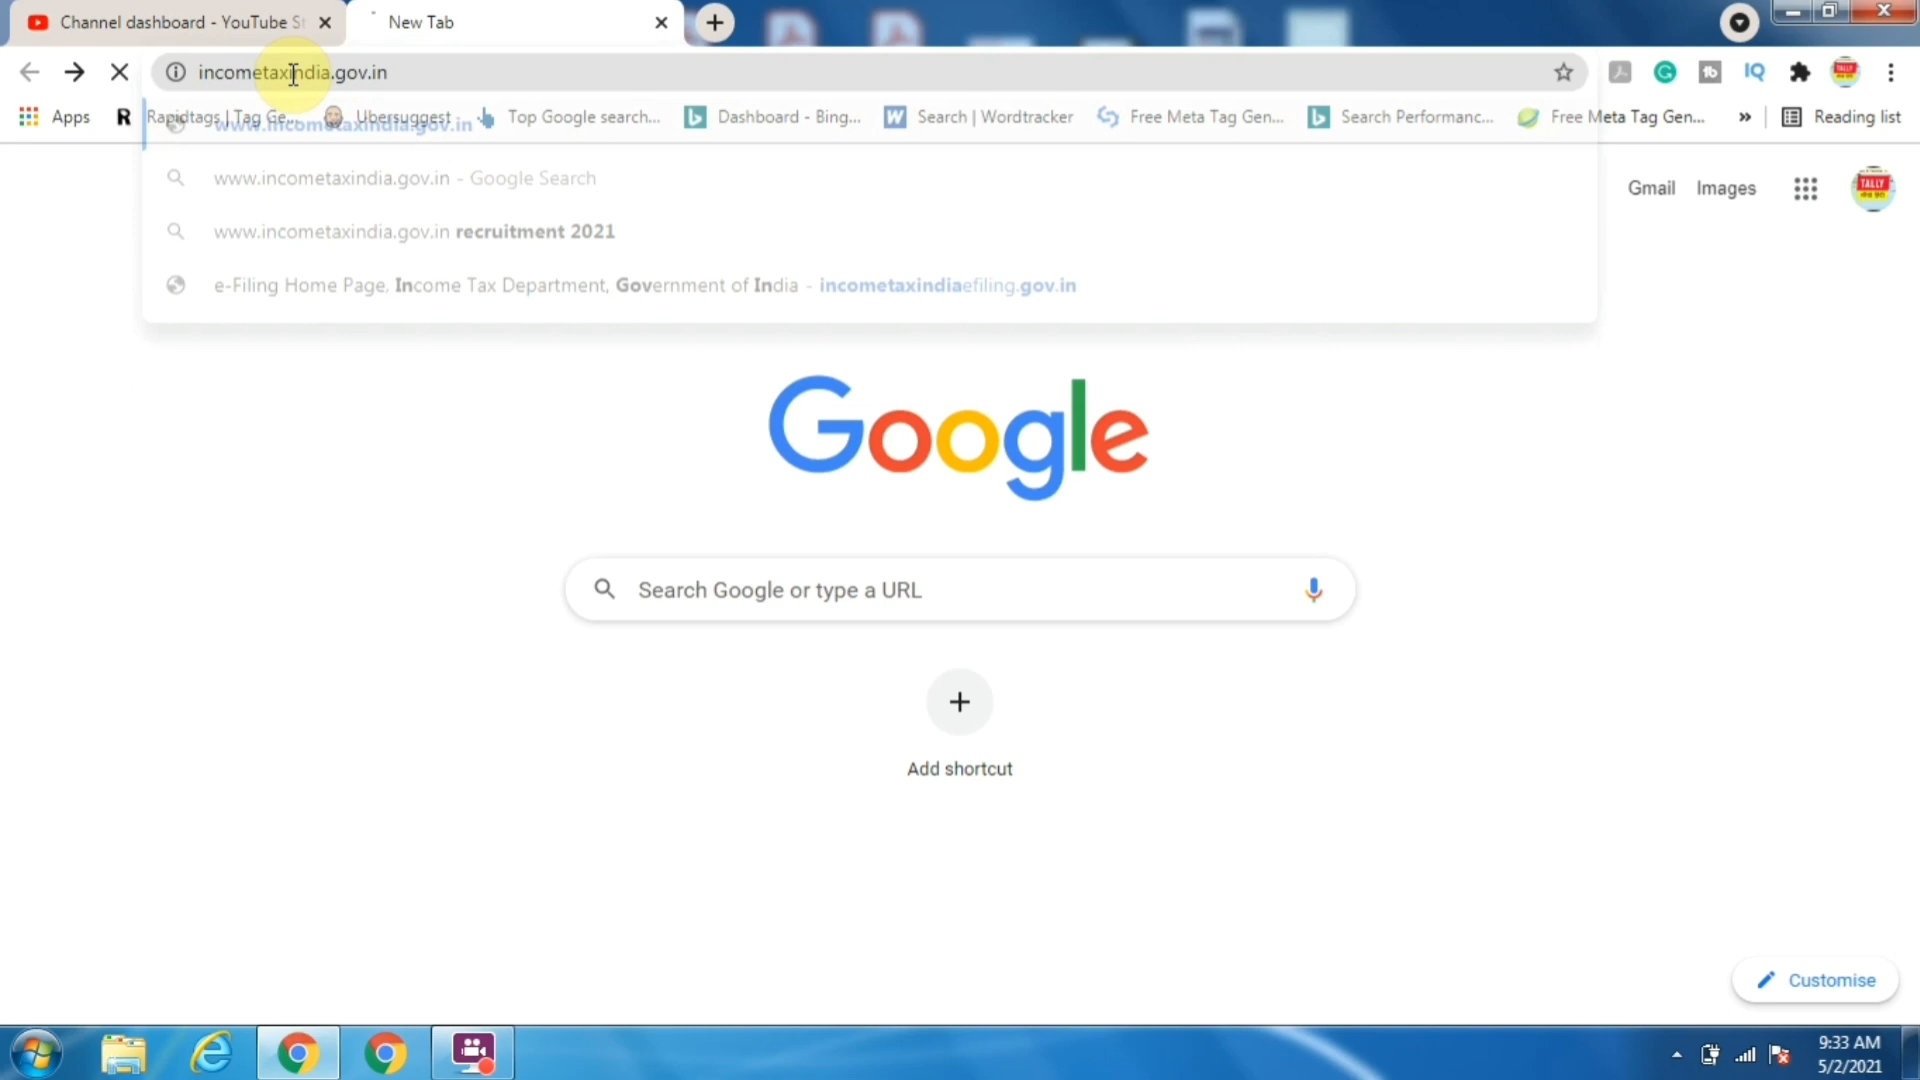 Channel dashboard - YouTube St
New Tab
incometaxindia.gov.in
Apps
R
Rapidtags | Tag Ge...
Ubersuggest
Top Google search...
Dashboard - Bing...
W
Search | Wordtracker
Free Meta Tag Gen...
Search Performanc...
Free Meta Tag Gen...
»
Reading list
www.incometaxindia.gov.in
www.incometaxindia.gov.in - Google Search
www.incometaxindia.gov.in recruitment 2021
e-Filing Home Page, Income Tax Department, Government of India - incometaxindiaefiling.gov.in
Gmail
Images
TALLY
Google
Search Google or type a URL
Add shortcut
Customise
9:33 AM
5/2/2021